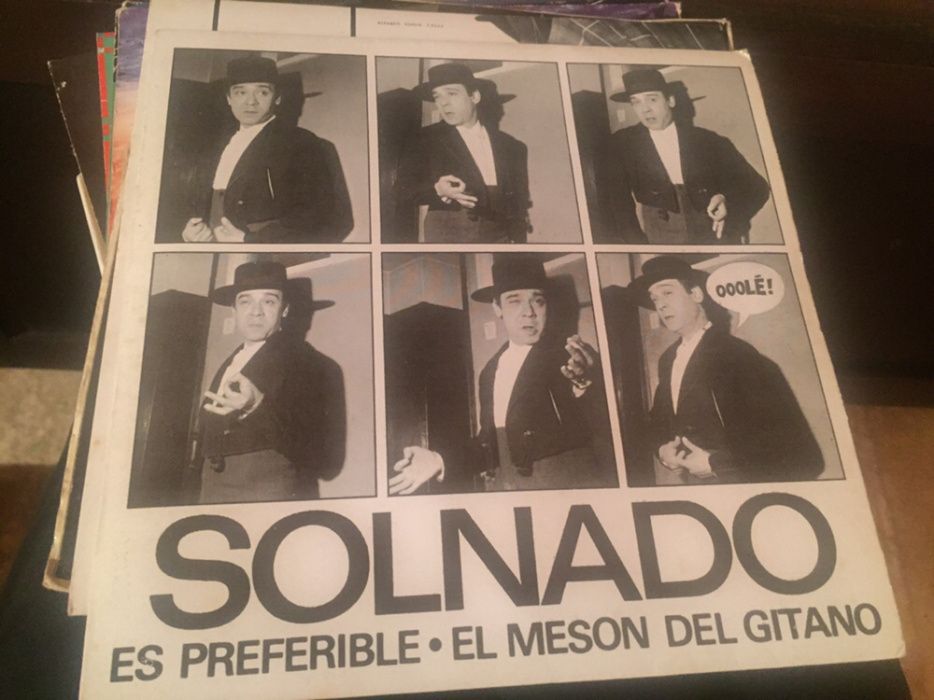 OOOLÉ!
SOLNADO
ES PREFERIBLE • EL MESON DEL GITANO